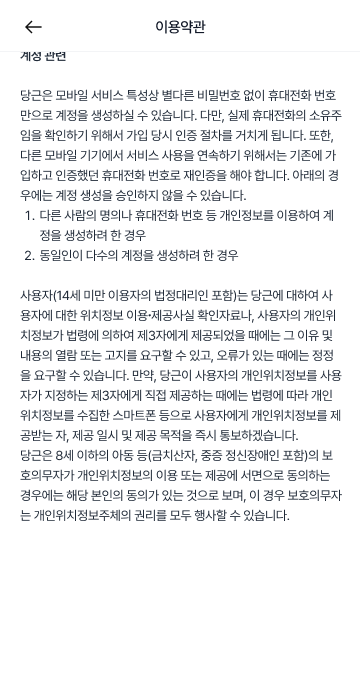 이용약관
계정 관련
당근은 모바일 서비스 특성상 별다른 비밀번호 없이 휴대전화 번호
만으로 계정을 생성하실 수 있습니다. 다만, 실제 휴대전화의 소유주
임을 확인하기 위해서 가입 당시 인증 절차를 거치게 됩니다. 또한,
다른 모바일 기기에서 서비스 사용을 연속하기 위해서는 기존에 가
입하고 인증했던 휴대전화 번호로 재인증을 해야 합니다. 아래의 경
우에는 계정 생성을 승인하지 않을 수 있습니다.
1. 다른 사람의 명의나 휴대전화 번호 등 개인정보를 이용하여 계
정을 생성하려 한 경우
2. 동일인이 다수의 계정을 생성하려 한 경우
사용자(14세 미만 이용자의 법정대리인 포함)는 당근에 대하여 사
용자에 대한 위치정보 이용·제공사실 확인자료나, 사용자의 개인위
치정보가 법령에 의하여 제3자에게 제공되었을 때에는 그 이유 및
내용의 열람 또는 고지를 요구할 수 있고, 오류가 있는 때에는 정정
을 요구할 수 있습니다. 만약, 당근이 사용자의 개인위치정보를 사용
자가 지정하는 제3자에게 직접 제공하는 때에는 법령에 따라 개인
위치정보를 수집한 스마트폰 등으로 사용자에게 개인위치정보를 제
공받는 자, 제공 일시 및 제공 목적을 즉시 통보하겠습니다.
당근은 8세 이하의 아동 등(금치산자, 중증 정신장애인 포함)의 보
호의무자가 개인위치정보의 이용 또는 제공에 서면으로 동의하는
경우에는 해당 본인의 동의가 있는 것으로 보며, 이 경우 보호의무자
는 개인위치정보주체의 권리를 모두 행사할 수 있습니다.